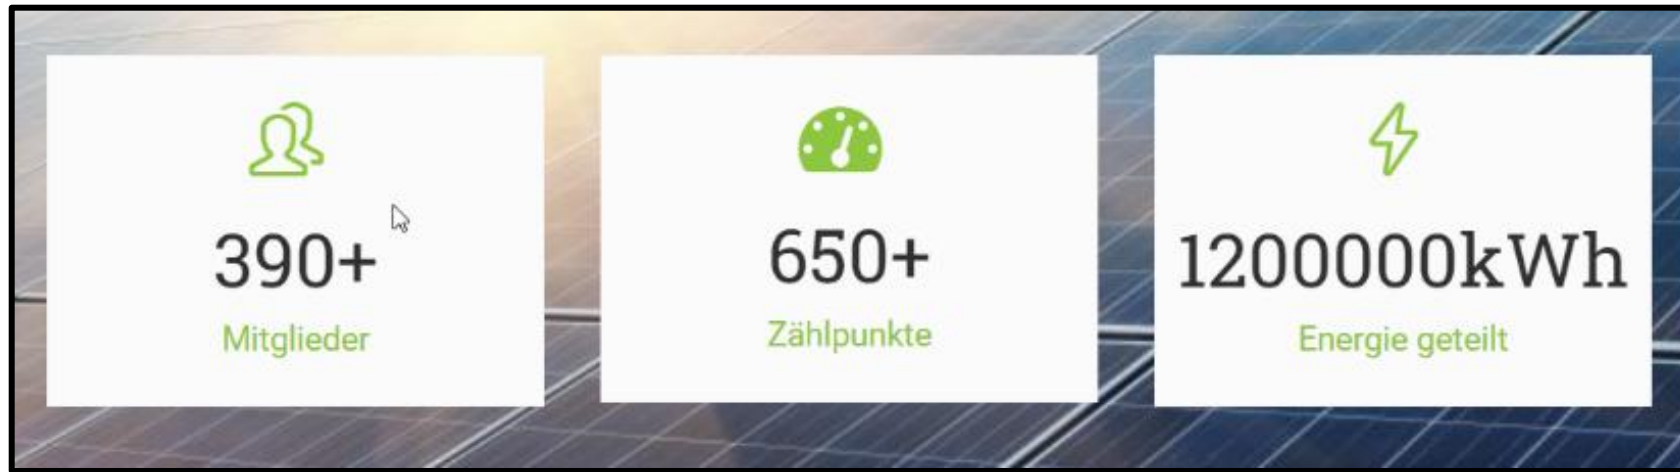 390+
Mitglieder
650+
Zählpunkte
1200000kWh
Energie geteilt